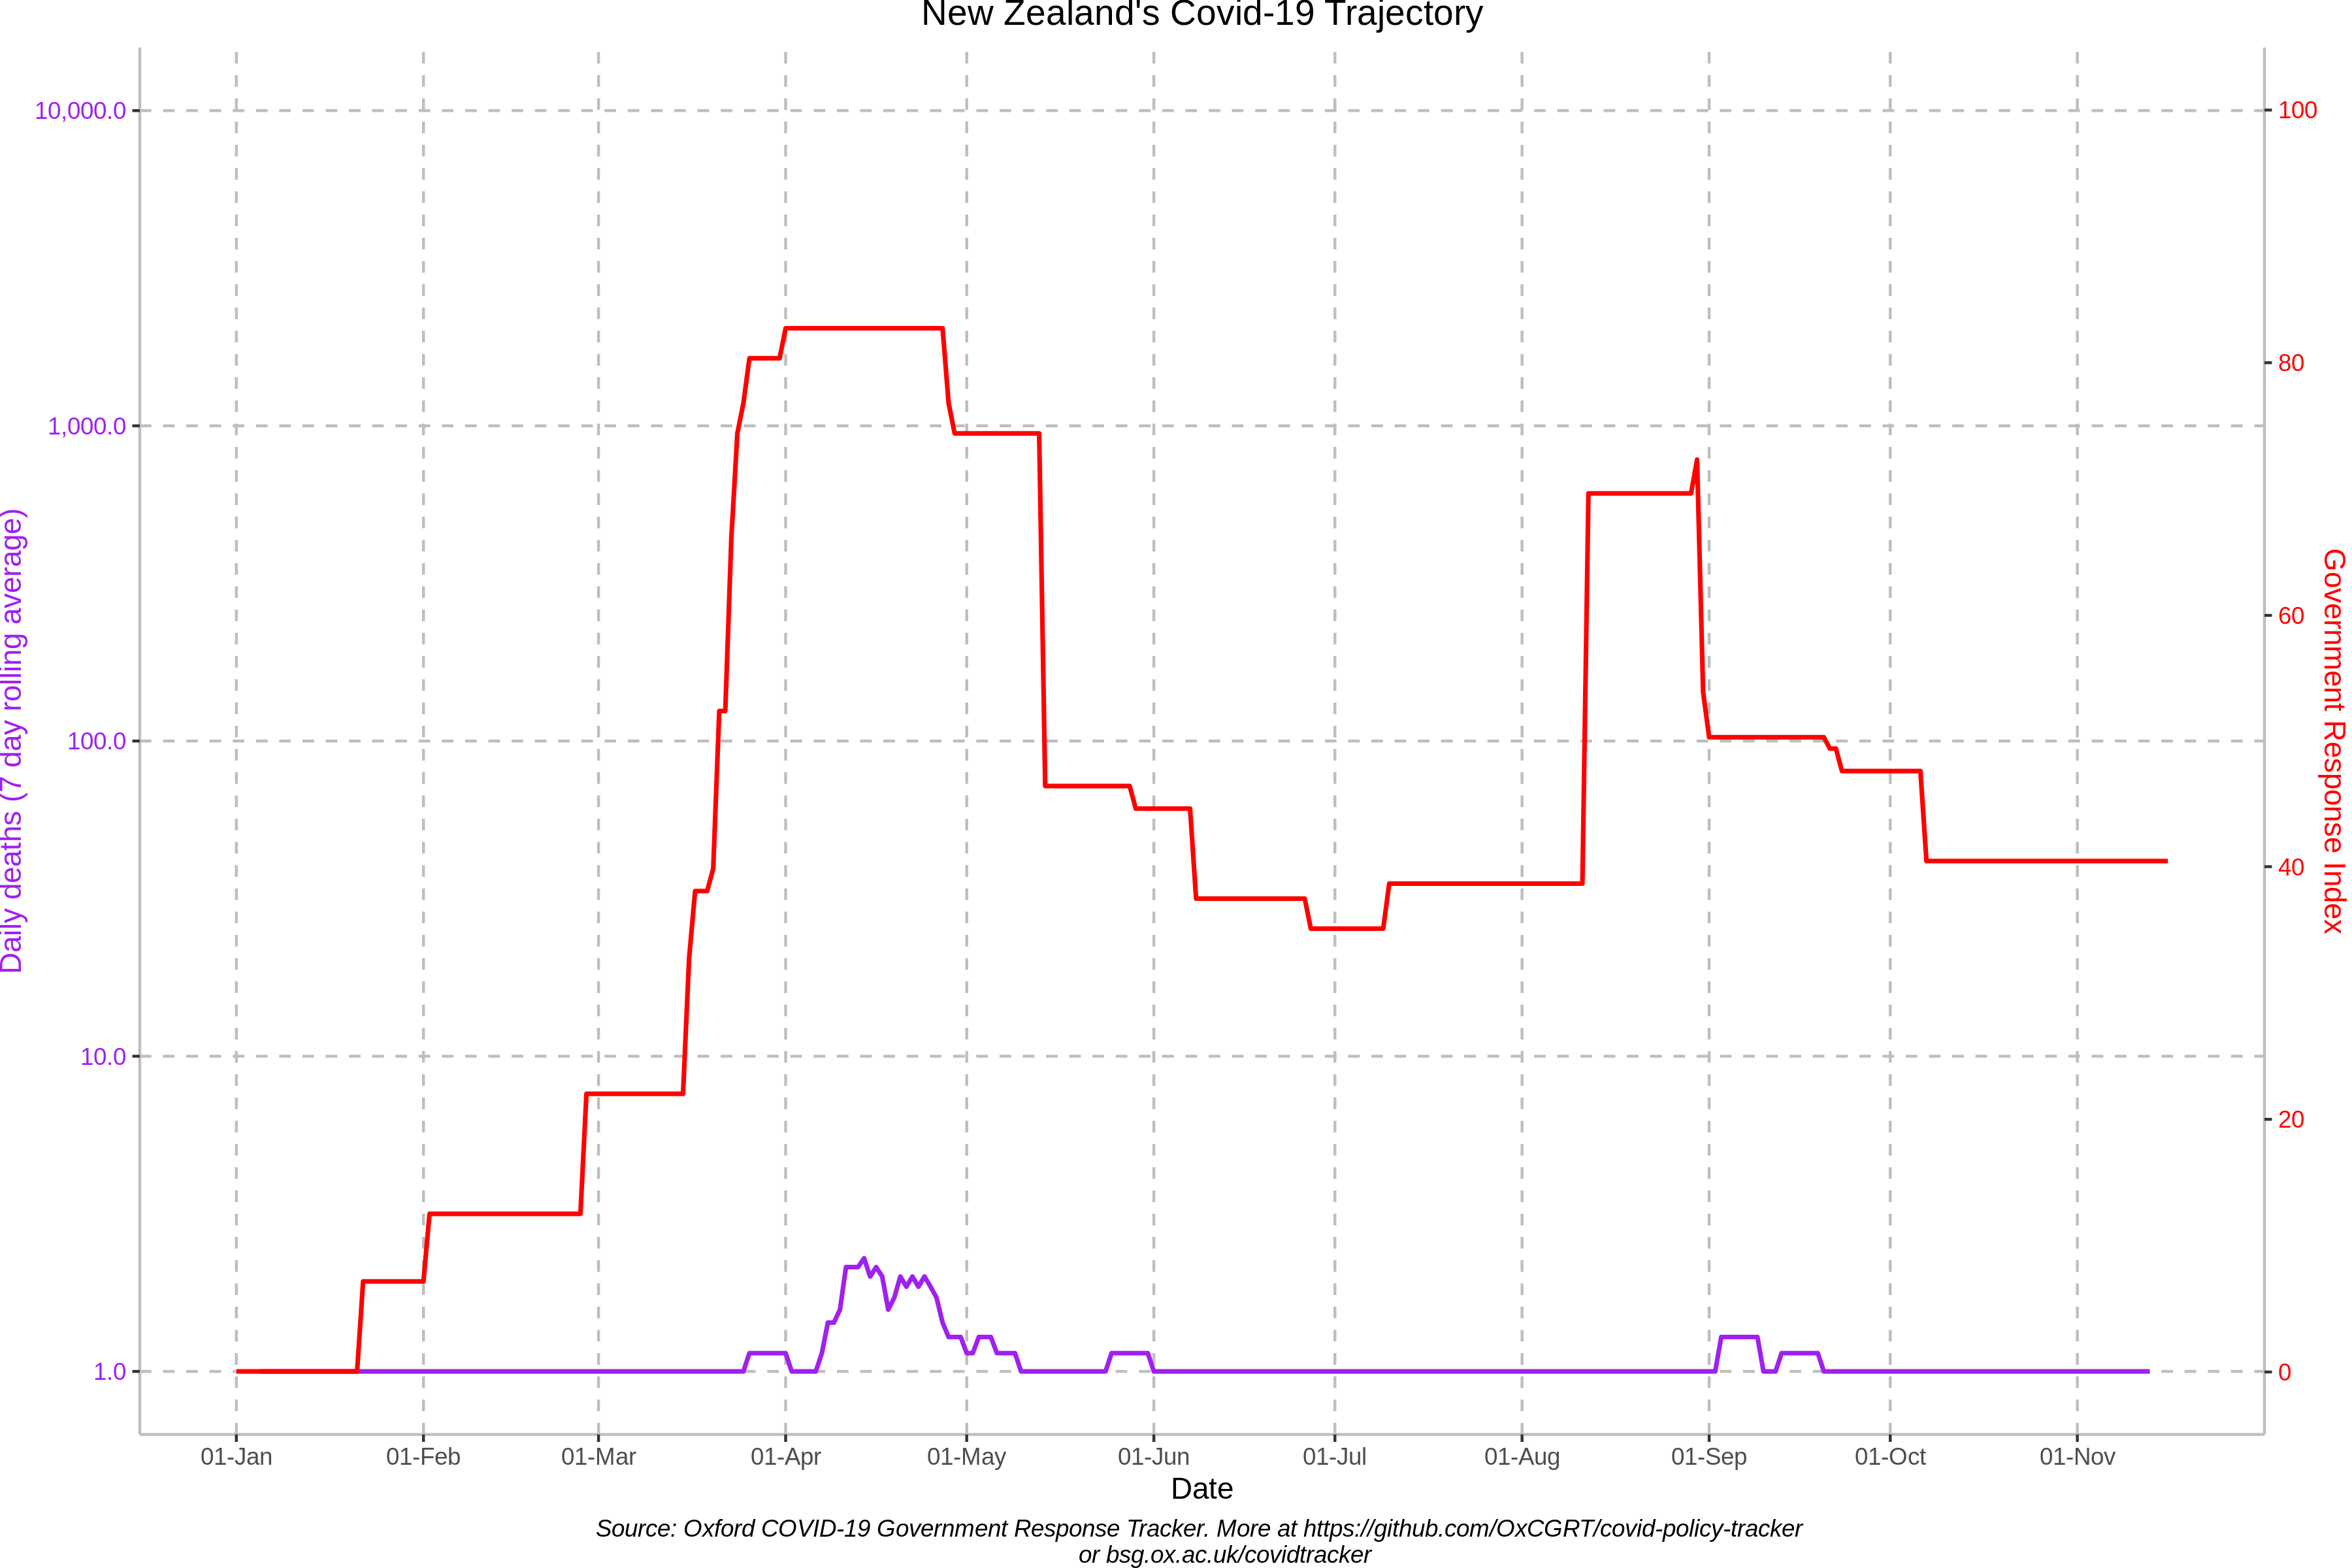 New Zealand's Covid-19 Trajectory
10,000.0
1,000.0
100.0
10.0
1.0
Daily deaths (7 day rolling average)
100
80
60
40
20
0
Government Response Index
01-Jan 01-Feb 01-Mar 01-Apr 01-May 01-Jun 01-Jul 01-Aug 01-Sep 01-Oct 01-Nov
Date
Source: Oxford COVID-19 Government Response Tracker. More at https://github.com/OxCGRT/covid-policy-tracker
or bsg.ox.ac.uk/covidtracker